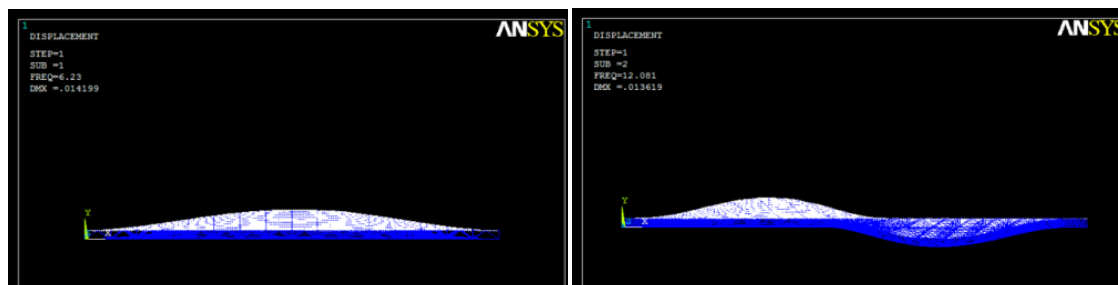 1
ANSYS
DISPLACEMENT
STEP=1
SUB =1
FREQ=6.23
DMX =.014199
Y
X
1
ANSYS
DISPLACEMENT
STEP=1
SUB =2
FREQ=12.081
DMX =.013619
Y
X